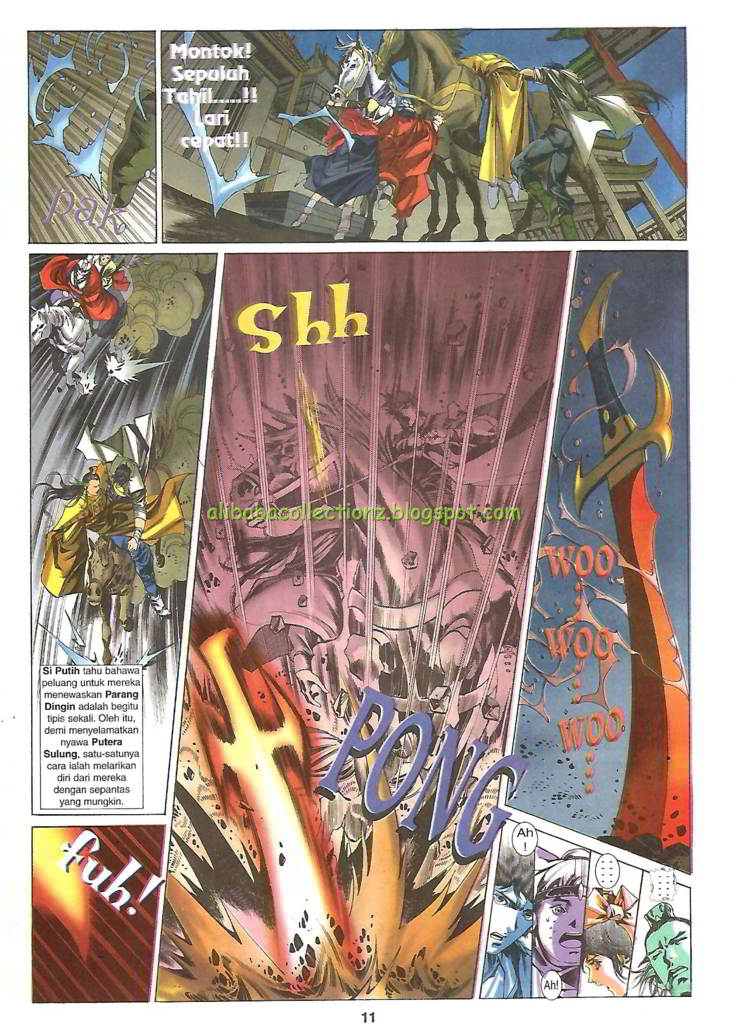 Montok!
Sepuluh
Tahil.....!!
Lari
cepat!!
Pak
Shh
alibabacollectionz.blogspot.com
WOO
WOO
WOO
Si Putih tahu bahawa
peluang untuk mereka
menewaskan Parang
Dingin adalah begitu
tipis sekali. Oleh itu,
demi menyelamatkan
nyawa Putera
Sulung, satu-satunya
cara ialah melarikan
diri dari mereka
dengan sepantas
yang mungkin.
PONG
fuh!
Ah
!
Ah!
11